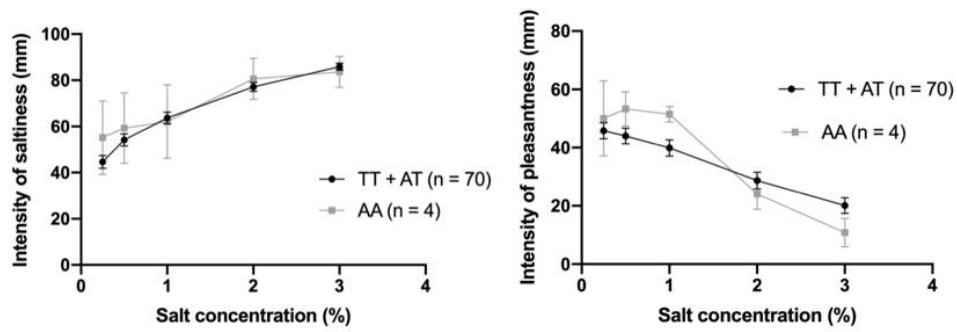 Intensity of saltiness (mm)
100
80
60
40
20
0
TT + AT (n = 70)
AA (n = 4)
0 1 2 3 4
Salt concentration (%)
Intensity of pleasantness (mm)
80
60
40
20
0
TT + AT (n = 70)
AA (n = 4)
0 1 2 3 4
Salt concentration (%)